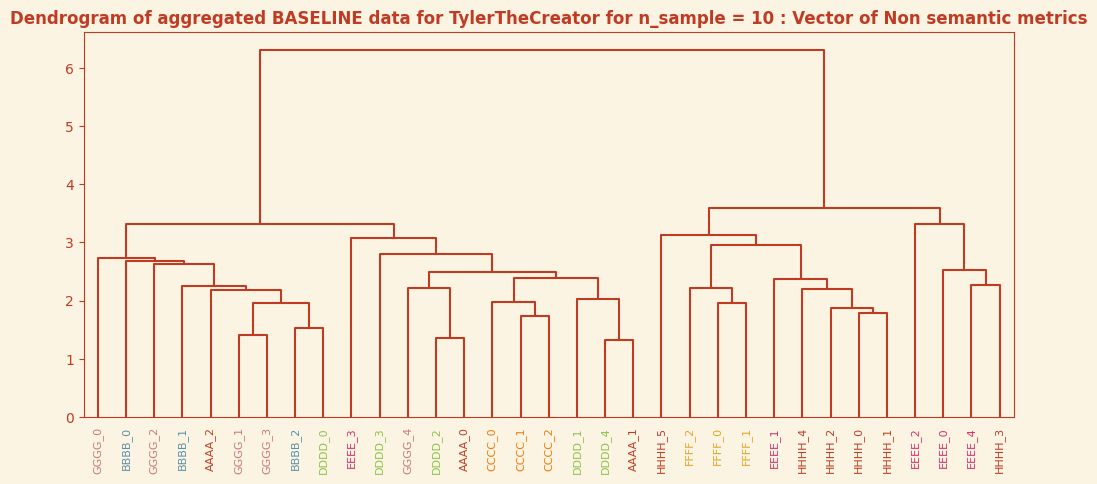 Dendrogram of aggregated BASELINE data for TylerTheCreator for n_sample = 10 : Vector of Non semantic metrics
6
5
4
3
2
1
0
GGGG_0
BBBB_0
GGGG_2
BBBB_1
AAAA_2
GGGG_1
GGGG_3
BBBB_2
DDDD_0
EEEE_3
DDDD_3
GGGG_4
DDDD_2
AAAA_0
CCCC_0
CCCC_1
CCCC_2
DDDD_1
DDDD_4
AAAA_1
HHHH_5
FFFF_2
FFFF_0
FFFF_1
EEEE_1
HHHH_4
HHHH_2
HHHH_0
HHHH_1
EEEE_2
EEEE_0
EEEE_4
HHHH_3